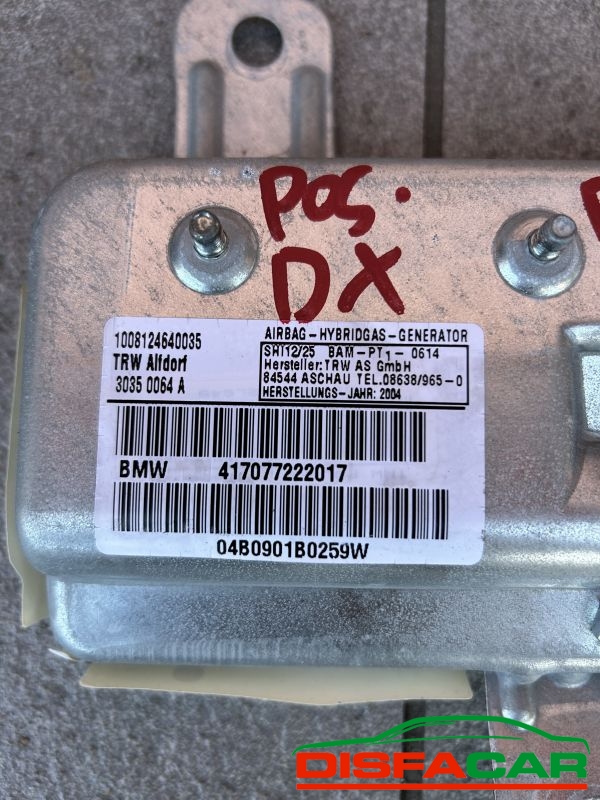 Pos.
DX
1008124640035
TRW Alfdorf
3035 0064 A
AIRBAG-HYBRIDGAS-GENERATOR
SHI12/25 BAM-PT1-0614
Hersteller: TRW AS GmbH
84544 ASCHAU TEL.08638/965-0
HERSTELLUNGS-JAHR: 2004
BMW 417077222017
04B0901B0259W
DISFACAR